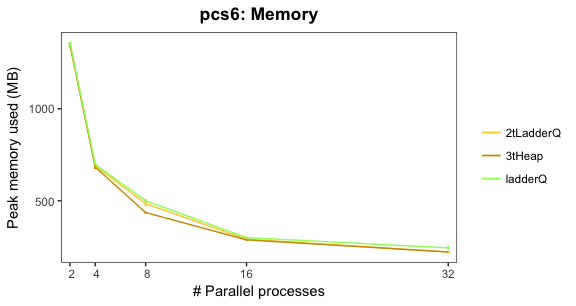 pcs6: Memory
Peak memory used (MB)
1000
500
2 4 8 16 32
# Parallel processes
2tLadderQ
3tHeap
ladderQ